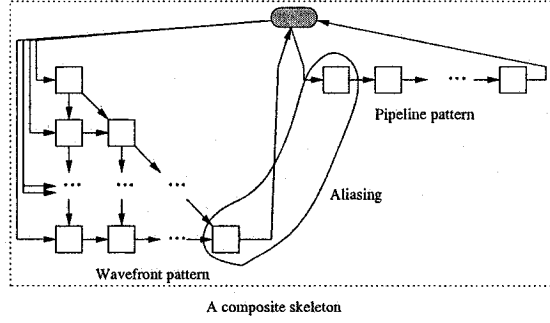 Pipeline pattern
...
...
... ... ...
Aliasing
...
Wavefront pattern
A composite skeleton